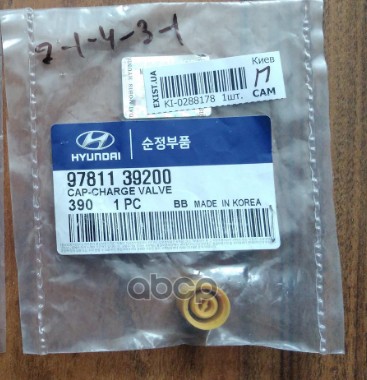 2-1-4-3-1
Киев
EXIST.UA
П
KI-0288178 1шт.
САМ
HYUNDAI
순정부품
97811 39200
CAP-CHARGE VALVE
390 1 PC BB MADE IN KOREA
abcp